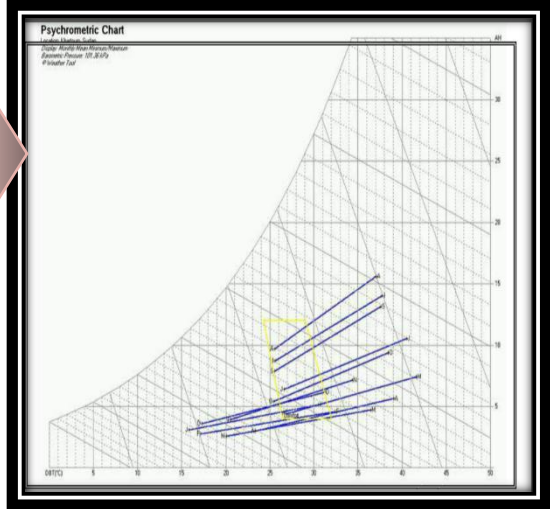 Psychrometric Chart
Location: Khartoum, Sudan
Display: Monthly Mean Minimum/Maximum
Barometric Pressure: 101.36 kPa
© Weather Tool
AH
30
25
20
15
10
5
DBT(°C) 5 10 15 20 25 30 35 40 45 50